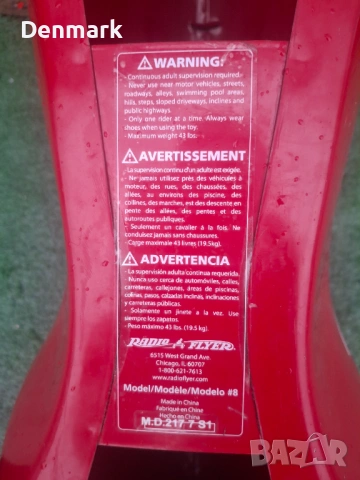 Denmark
⚠ WARNING:
- Continuous adult supervision required.
- Never use near motor vehicles, streets,
roadways, alleys, swimming pool areas,
hills, steps, sloped driveways, inclines and
public highways.
- Only one rider at a time. Always wear
shoes when using the toy.
- Maximum weight 43 lbs.
⚠ AVERTISSEMENT
- La supervision continu d'un adulte est exigée.
- Ne jamais utilisez près des véhicules à
moteur, des rues, des chaussées, des
allées, au environs des piscine, des
collines, des marches, est des descente en
pente des allées, des pentes et des
autoroutes publiques.
- Seulement un cavalier à la fois. Ne
conduisez jamais sans chaussures.
- Carge maximale 43 livres (19.5kg).
⚠ ADVERTENCIA
- La supervisión adulta continua requerida.
- Nunca uso cerca de automóviles, calles,
carreteras, callejones, áreas de piscinas,
colinas, pasos, calzadas inclinas, inclinaciones
y carreteras públicas.
- Solamente un jinete a la vez. Use
siempre los zapatos.
- Peso máximo 43 lbs. (19.5 kg).
RADIO FLYER
6515 West Grand Ave.
Chicago, IL 60707
1-800-621-7613
www.radioflyer.com
Model/Modèle/Modelo #8
Made in China
Fabriqué en Chine
Hecho en China
M.D.217 7 S1
BAZAR